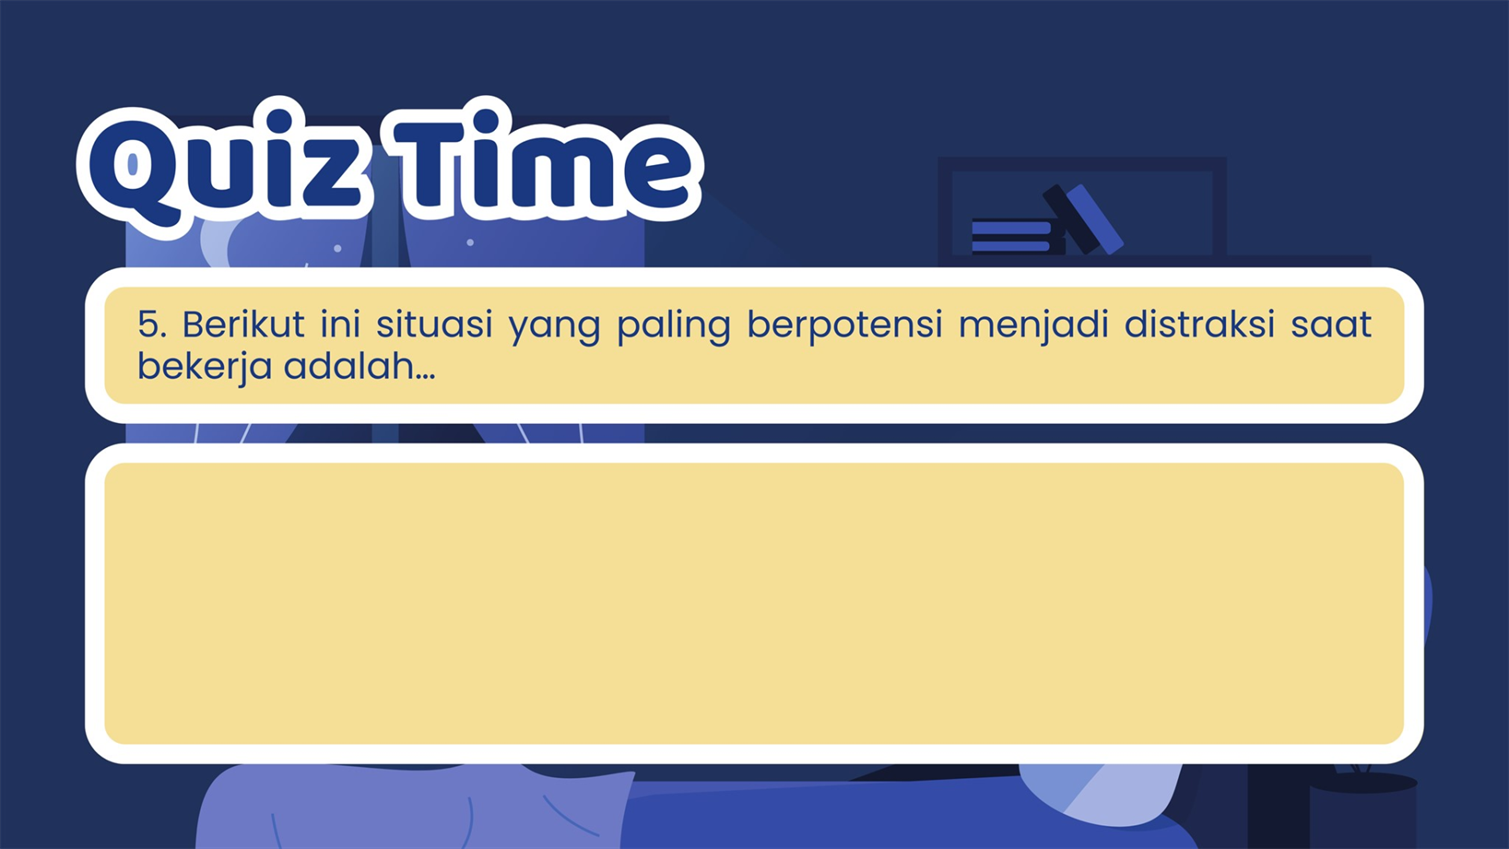 Quiz Time
5. Berikut ini situasi yang paling berpotensi menjadi distraksi saat
bekerja adalah...